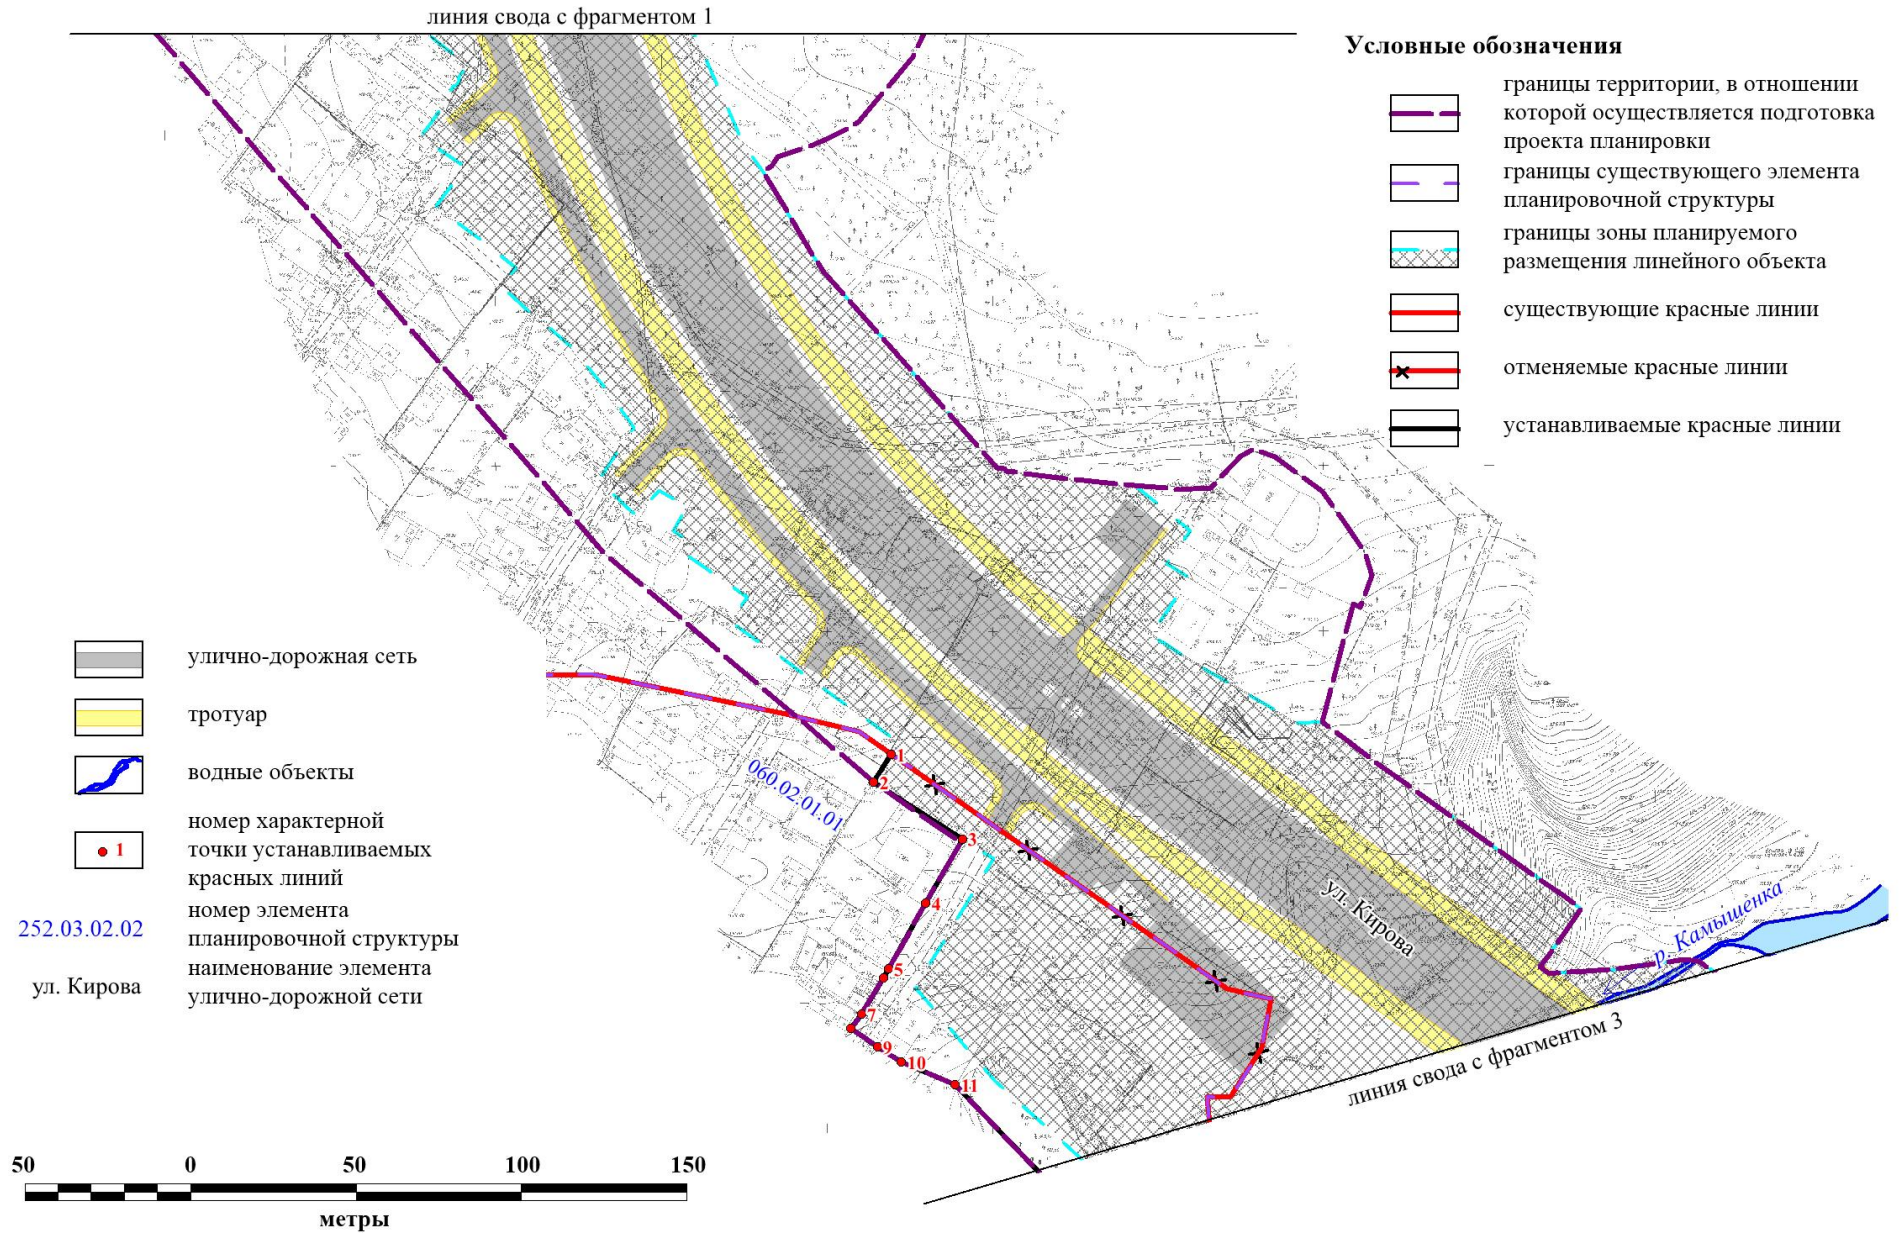 линия свода с фрагментом 1
Условные обозначения
границы территории, в отношении
которой осуществляется подготовка
проекта планировки
границы существующего элемента
планировочной структуры
границы зоны планируемого
размещения линейного объекта
существующие красные линии
отменяемые красные линии
устанавливаемые красные линии
улично-дорожная сеть
тротуар
водные объекты
1
номер характерной
точки устанавливаемых
красных линий
252.03.02.02
номер элемента
планировочной структуры
ул. Кирова
наименование элемента
улично-дорожной сети
060.02.01.01
1
2
3
4
5
7
9
10
11
ул. Кирова
р. Камышенка
линия свода с фрагментом 3
50 0 50 100 150
метры